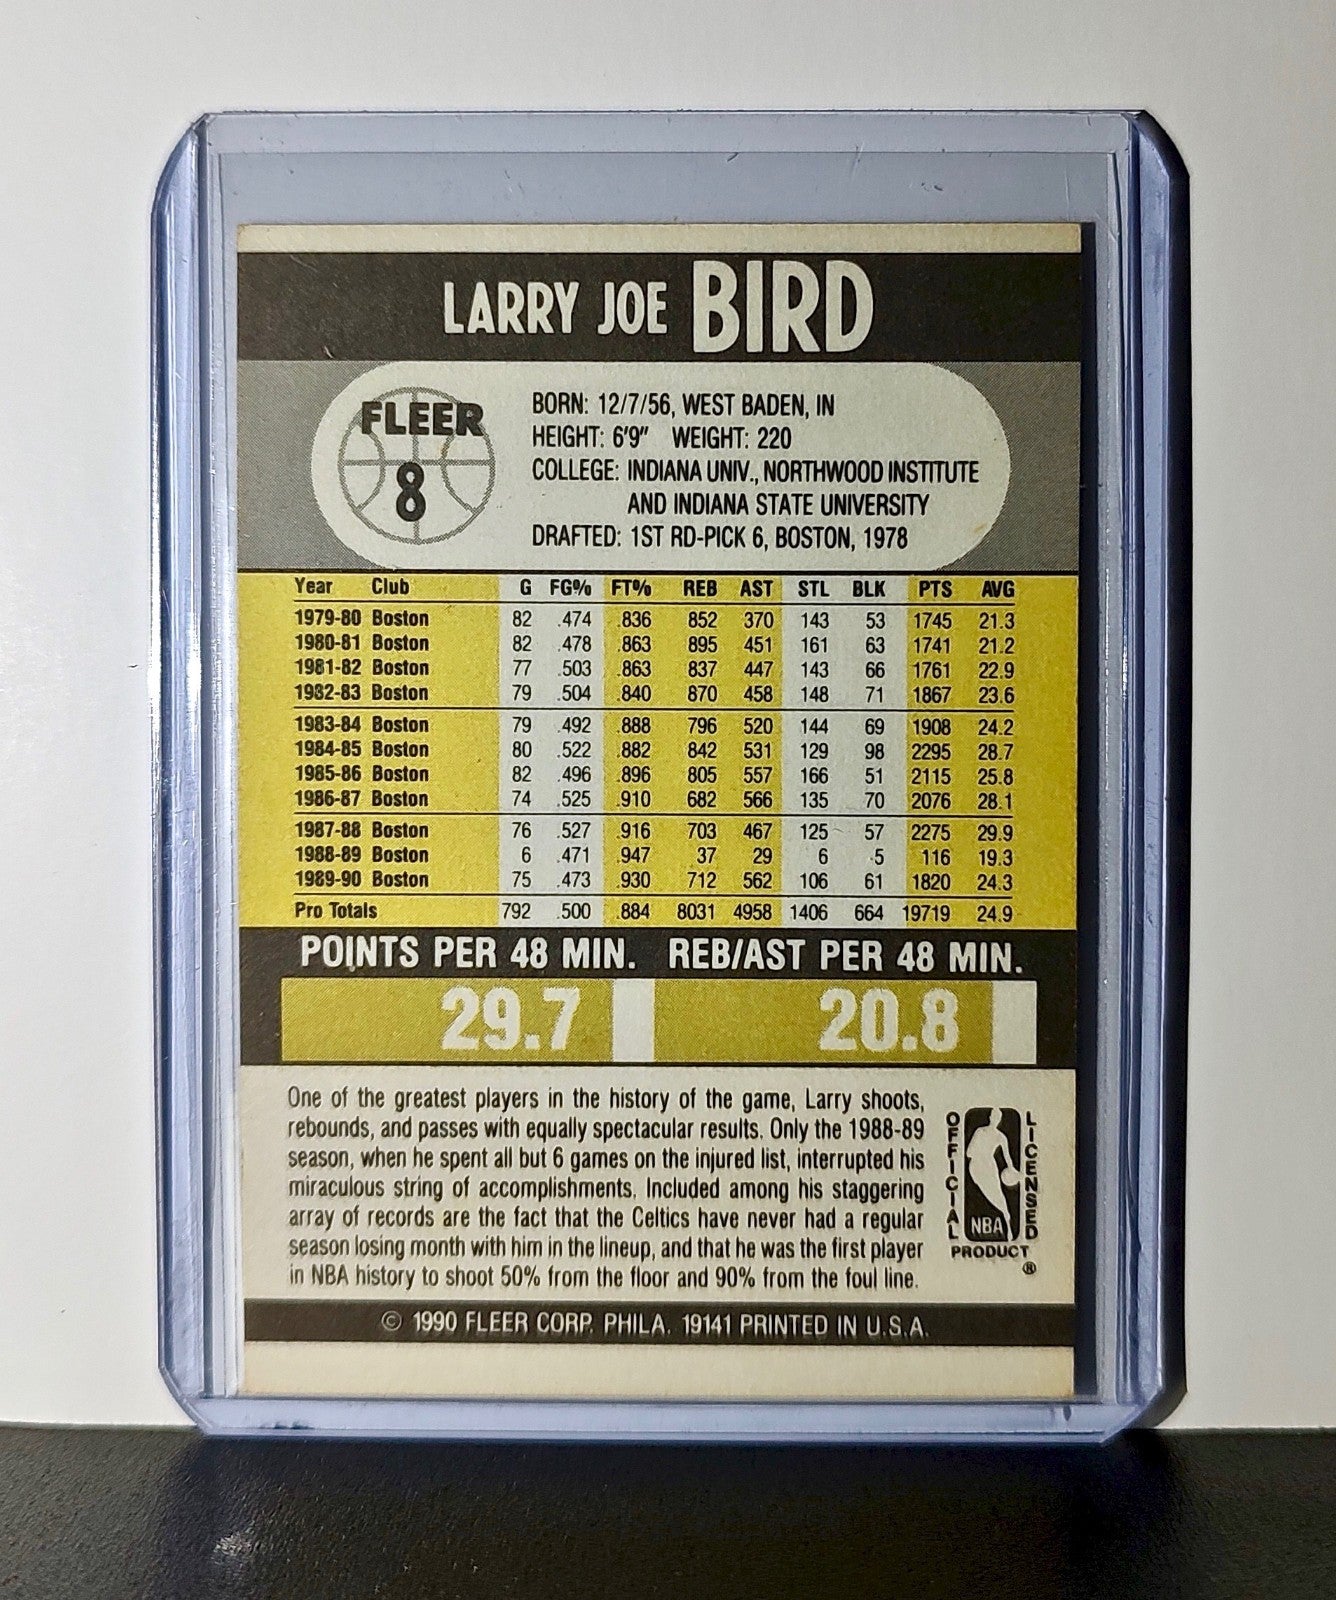 LARRY JOE BIRD
FLEER
8
BORN: 12/7/56, WEST BADEN, IN
HEIGHT: 6'9" WEIGHT: 220
COLLEGE: INDIANA UNIV., NORTHWOOD INSTITUTE
AND INDIANA STATE UNIVERSITY
DRAFTED: 1ST RD-PICK 6, BOSTON, 1978
Year Club G FG% FT% REB AST STL BLK PTS AVG
1979-80 Boston 82 .474 .836 852 370 143 53 1745 21.3
1980-81 Boston 82 .478 .863 895 451 161 63 1741 21.2
1981-82 Boston 77 .503 .863 837 447 143 66 1761 22.9
1982-83 Boston 79 .504 .840 870 458 148 71 1867 23.6
1983-84 Boston 79 .492 .888 796 520 144 69 1908 24.2
1984-85 Boston 80 .522 .882 842 531 129 98 2295 28.7
1985-86 Boston 82 .496 .896 805 557 166 51 2115 25.8
1986-87 Boston 74 .525 .910 682 566 135 70 2076 28.1
1987-88 Boston 76 .527 .916 703 467 125 57 2275 29.9
1988-89 Boston 6 .471 .947 37 29 6 5 116 19.3
1989-90 Boston 75 .473 .930 712 562 106 61 1820 24.3
Pro Totals 792 .500 .884 8031 4958 1406 664 19719 24.9
POINTS PER 48 MIN. REB/AST PER 48 MIN.
29.7 20.8
One of the greatest players in the history of the game, Larry shoots,
rebounds, and passes with equally spectacular results. Only the 1988-89
season, when he spent all but 6 games on the injured list, interrupted his
miraculous string of accomplishments. Included among his staggering
array of records are the fact that the Celtics have never had a regular
season losing month with him in the lineup, and that he was the first player
in NBA history to shoot 50% from the floor and 90% from the foul line.
OFFICIAL
LICENSED
NBA
PRODUCT
®
© 1990 FLEER CORP. PHILA. 19141 PRINTED IN U.S.A.